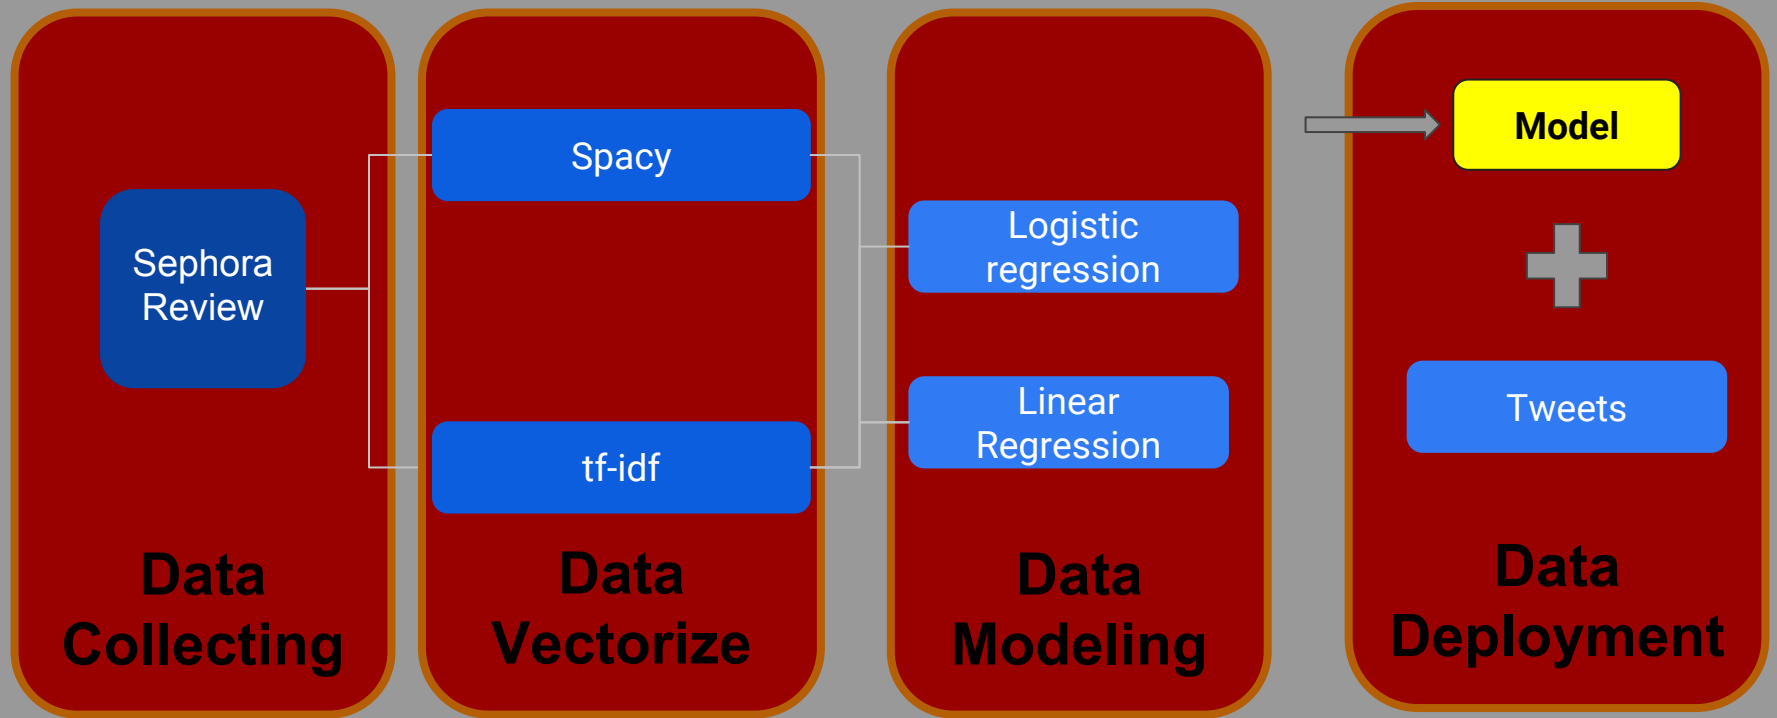 Sephora
Review
Data
Collecting
Spacy
tf-idf
Data
Vectorize
Logistic
regression
Linear
Regression
Data
Modeling
Model
Tweets
Data
Deployment